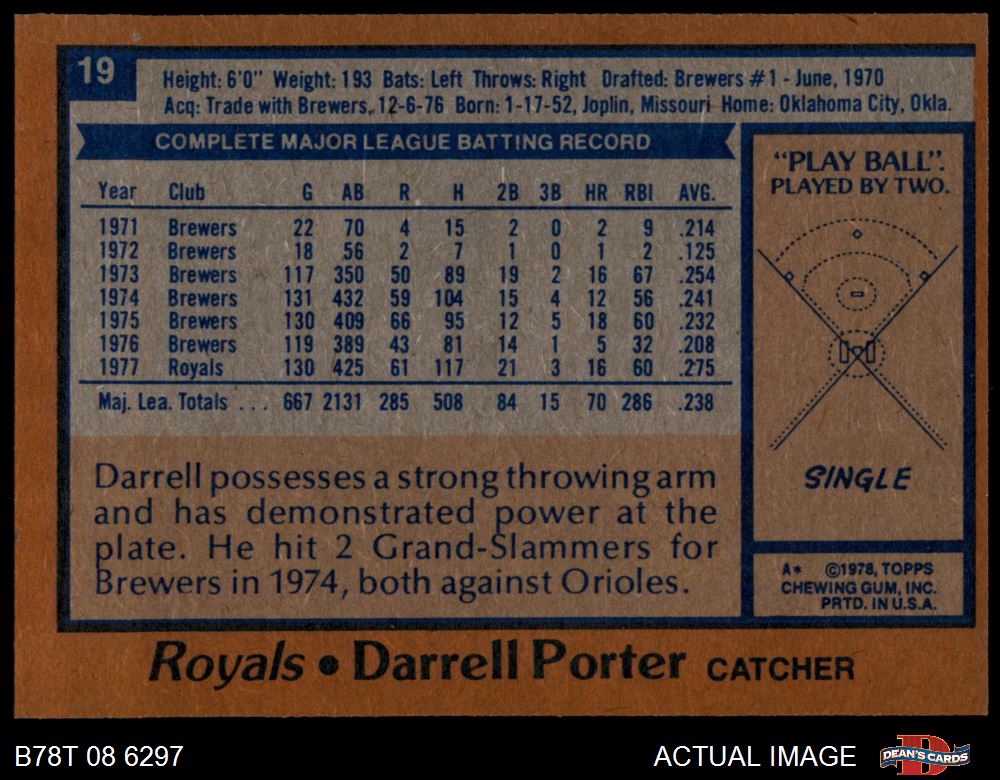 19
Height: 6'0" Weight: 193 Bats: Left Throws: Right Drafted: Brewers #1 - June, 1970
Acq: Trade with Brewers, 12-6-76 Born: 1-17-52, Joplin, Missouri Home: Oklahoma City, Okla.
COMPLETE MAJOR LEAGUE BATTING RECORD
Year Club G AB R H 2B 3B HR RBI AVG.
1971 Brewers 22 70 4 15 2 0 2 9 .214
1972 Brewers 18 56 2 7 1 0 1 2 .125
1973 Brewers 117 350 50 89 19 2 16 67 .254
1974 Brewers 131 432 59 104 15 4 12 56 .241
1975 Brewers 130 409 66 95 12 5 18 60 .232
1976 Brewers 119 389 43 81 14 1 5 32 .208
1977 Royals 130 425 61 117 21 3 16 60 .275
Maj. Lea. Totals ... 667 2131 285 508 84 15 70 286 .238
Darrell possesses a strong throwing arm
and has demonstrated power at the
plate. He hit 2 Grand-Slammers for
Brewers in 1974, both against Orioles.
"PLAY BALL".
PLAYED BY TWO.
SINGLE
A* ©1978, TOPPS
CHEWING GUM, INC.
PRTD. IN U.S.A.
Royals • Darrell Porter CATCHER
B78T 08 6297
ACTUAL IMAGE
DEAN'S CARDS